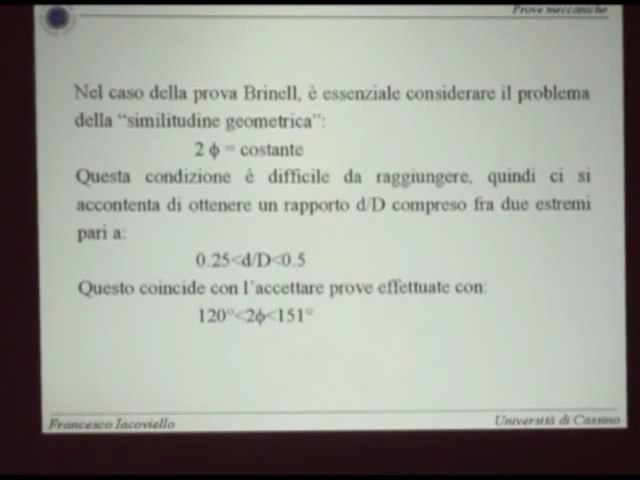 Prove meccaniche
Nel caso della prova Brinell, è essenziale considerare il problema
della “similitudine geometrica”:
2 ϕ = costante
Questa condizione è difficile da raggiungere, quindi ci si
accontenta di ottenere un rapporto d/D compreso fra due estremi
pari a:
0.25<d/D<0.5
Questo coincide con l’accettare prove effettuate con:
120°<2ϕ<151°
Francesco Iacoviello
Università di Cassino